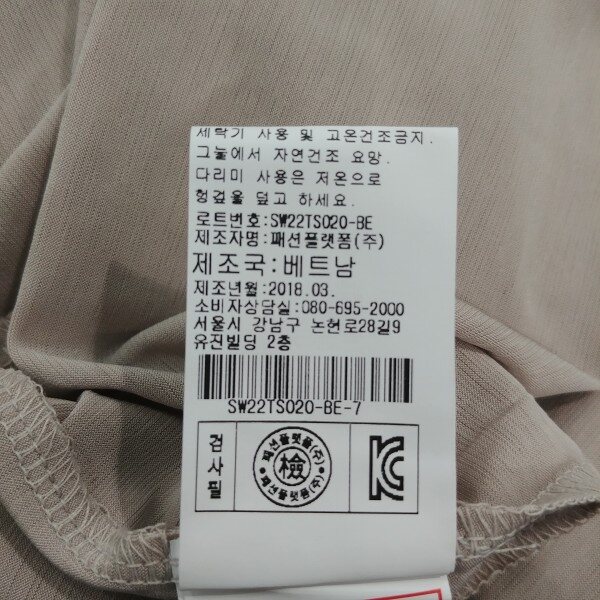 세탁기 사용 및 고온건조금지.
그늘에서 자연건조 요망.
다리미 사용은 저온으로
헝겊을 덮고 하세요.
로트번호:SW22TS020-BE
제조자명:패션플랫폼(주)
제조국:베트남
제조년월:2018.03.
소비자상담실:080-695-2000
서울시 강남구 논현로28길9
유진빌딩 2층
SW22TS020-BE-7
검사필
패션플랫폼(주)
檢
패션플랫폼(주)
KC